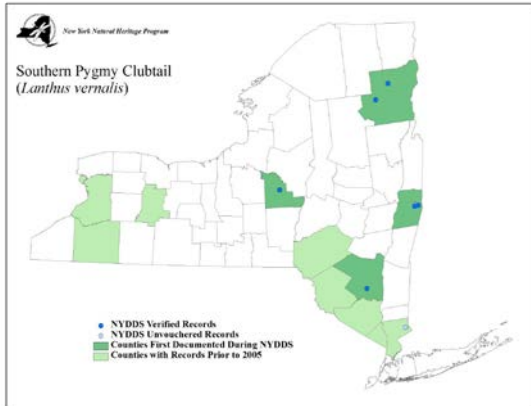 New York Natural Heritage Program
Southern Pygmy Clubtail
(Lanthus vernalis)
NYDDS Verified Records
NYDDS Unvouchered Records
Counties First Documented During NYDDS
Counties with Records Prior to 2005